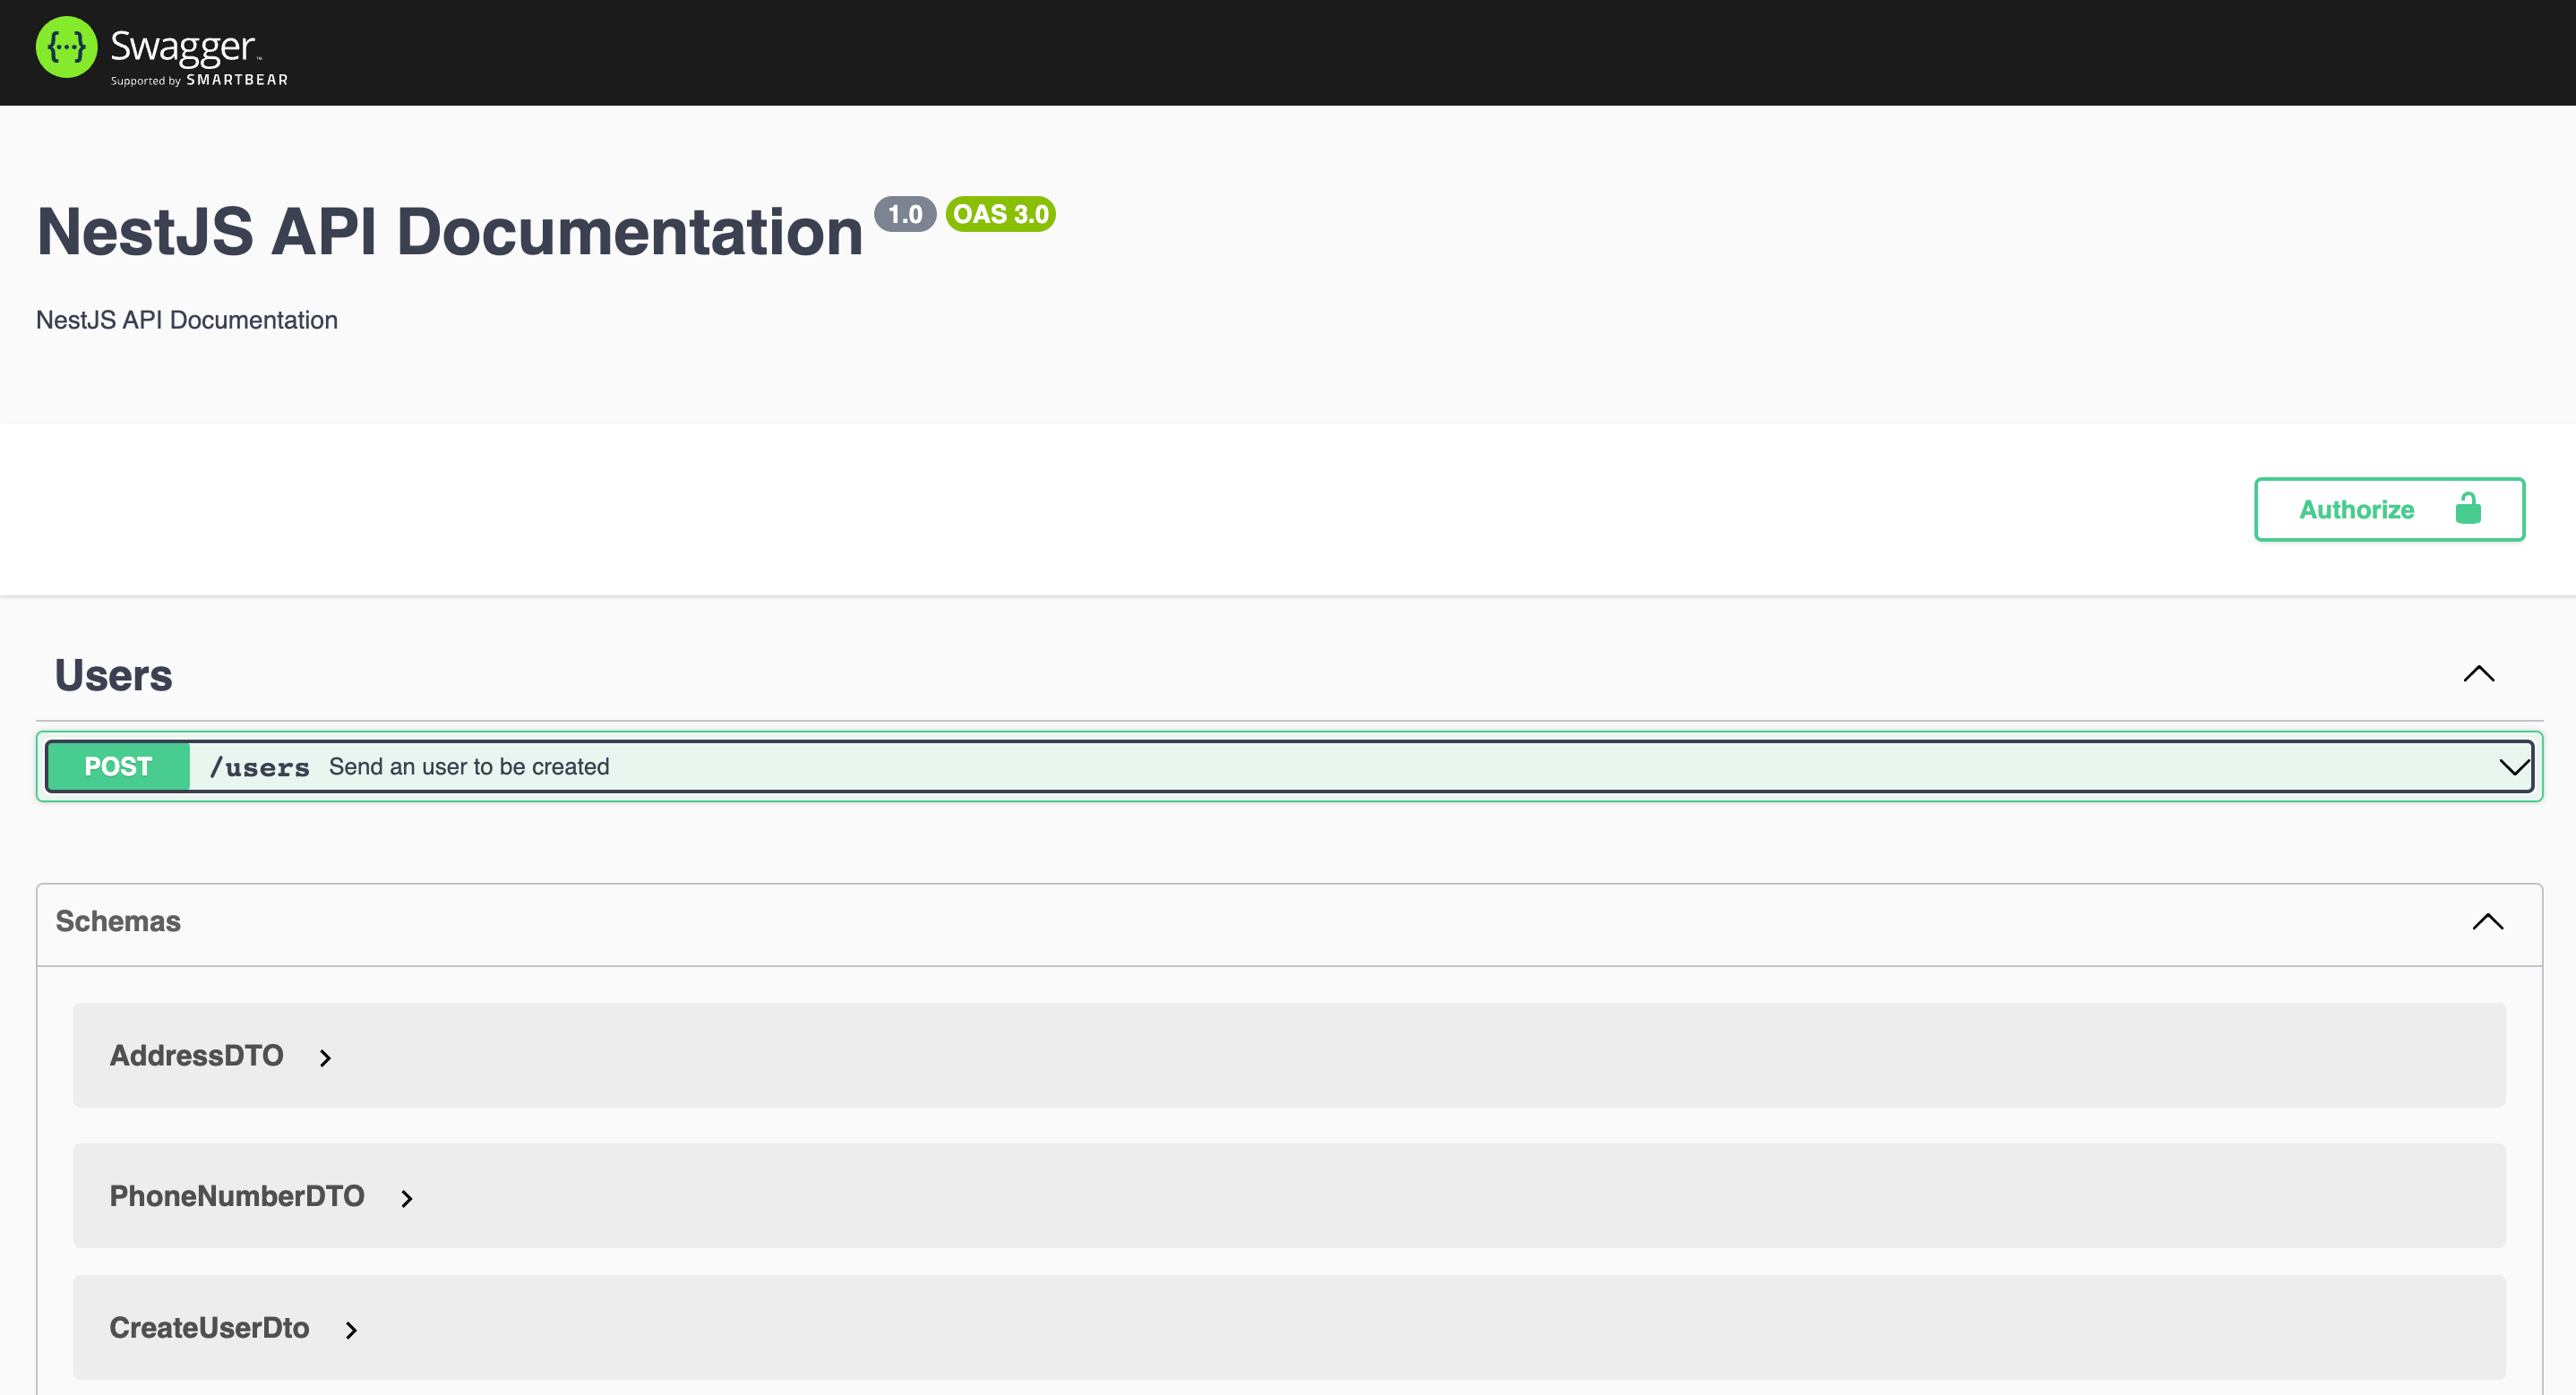 {···} Swagger™
Supported by SMARTBEAR
NestJS API Documentation 1.0 OAS 3.0
NestJS API Documentation
Authorize
Users
POST /users Send an user to be created
Schemas
AddressDTO
PhoneNumberDTO
CreateUserDto